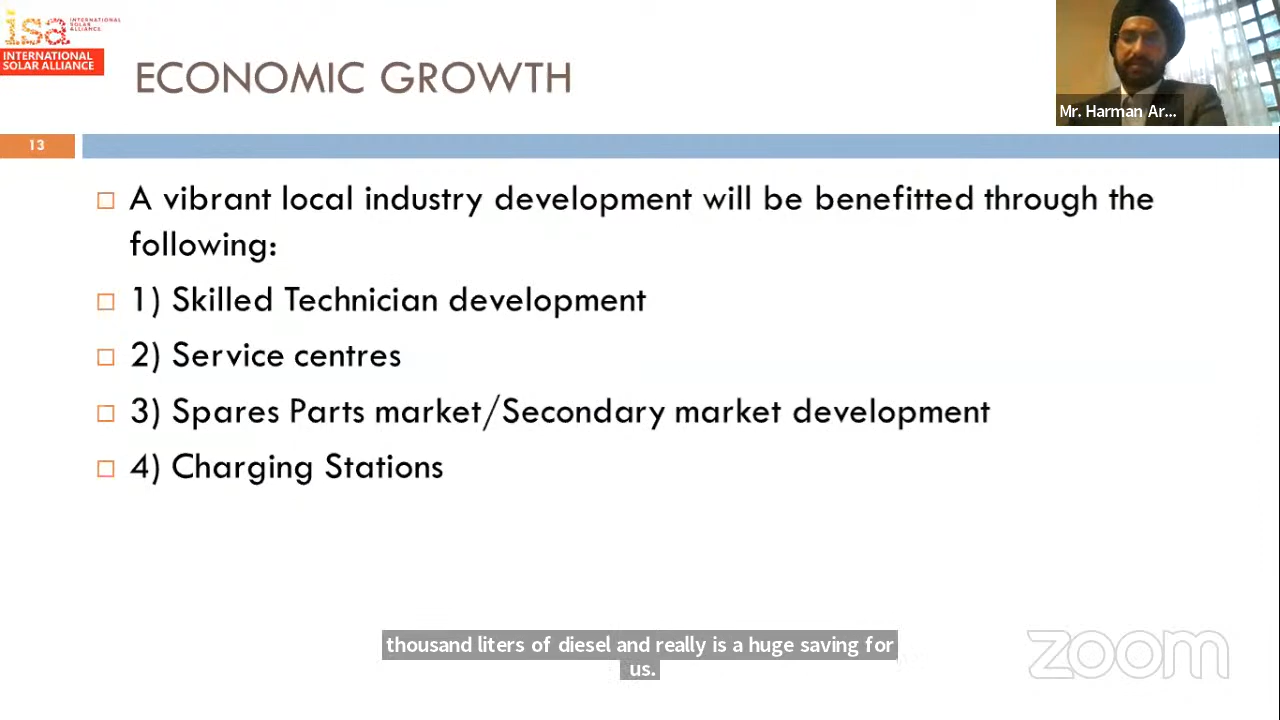 isa INTERNATIONAL
SOLAR
ALLIANCE
INTERNATIONAL
SOLAR ALLIANCE
ECONOMIC GROWTH
Mr. Harman Ar...
13
A vibrant local industry development will be benefitted through the
following:
1) Skilled Technician development
2) Service centres
3) Spares Parts market/Secondary market development
4) Charging Stations
thousand liters of diesel and really is a huge saving for
us.
zoom